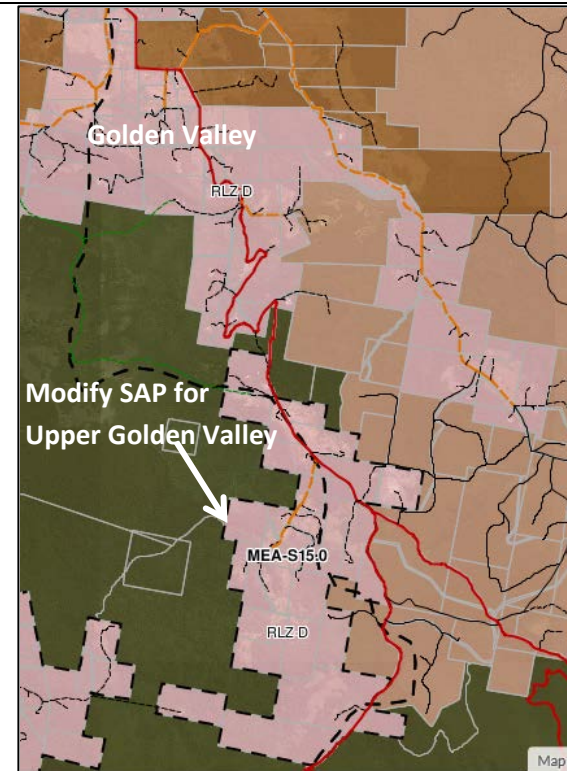 Golden Valley
RLZ D
Modify SAP for
Upper Golden Valley
MEA-S15.0
RLZ D
Map